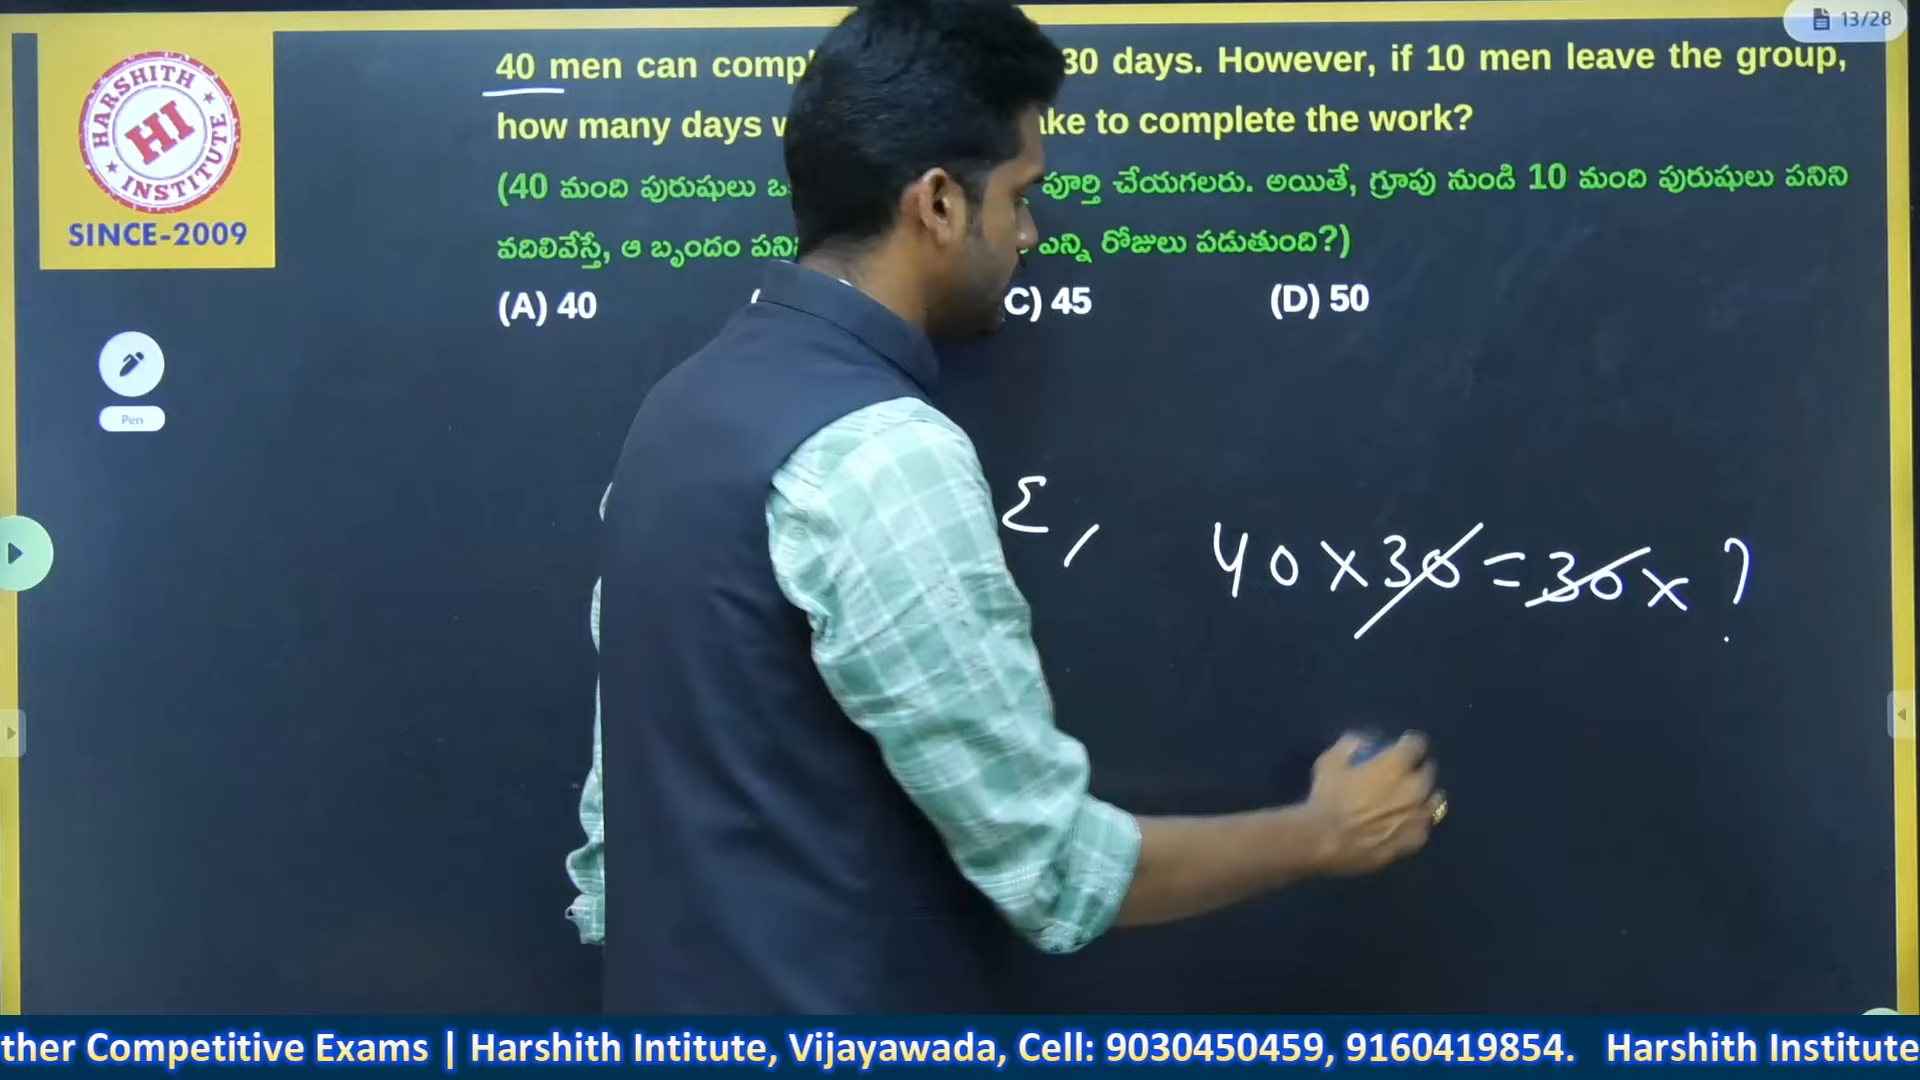 13/28
HARSHITH
HI
INSTITUTE
SINCE-2009
40 men can comp 30 days. However, if 10 men leave the group,
how many days to complete the work?
(40 మంది పురుషులు పూర్తి చేయగలరు. అయితే, గ్రూపు నుండి 10 మంది పురుషులు పనిని
వదిలివేస్తే, ఆ బృందం ఎన్ని రోజులు పడుతుంది?)
(A) 40 C) 45 (D) 50
Pen
40 x 30 = 30 x ?
ther Competitive Exams | Harshith Intitute, Vijayawada, Cell: 9030450459, 9160419854. Harshith Institute